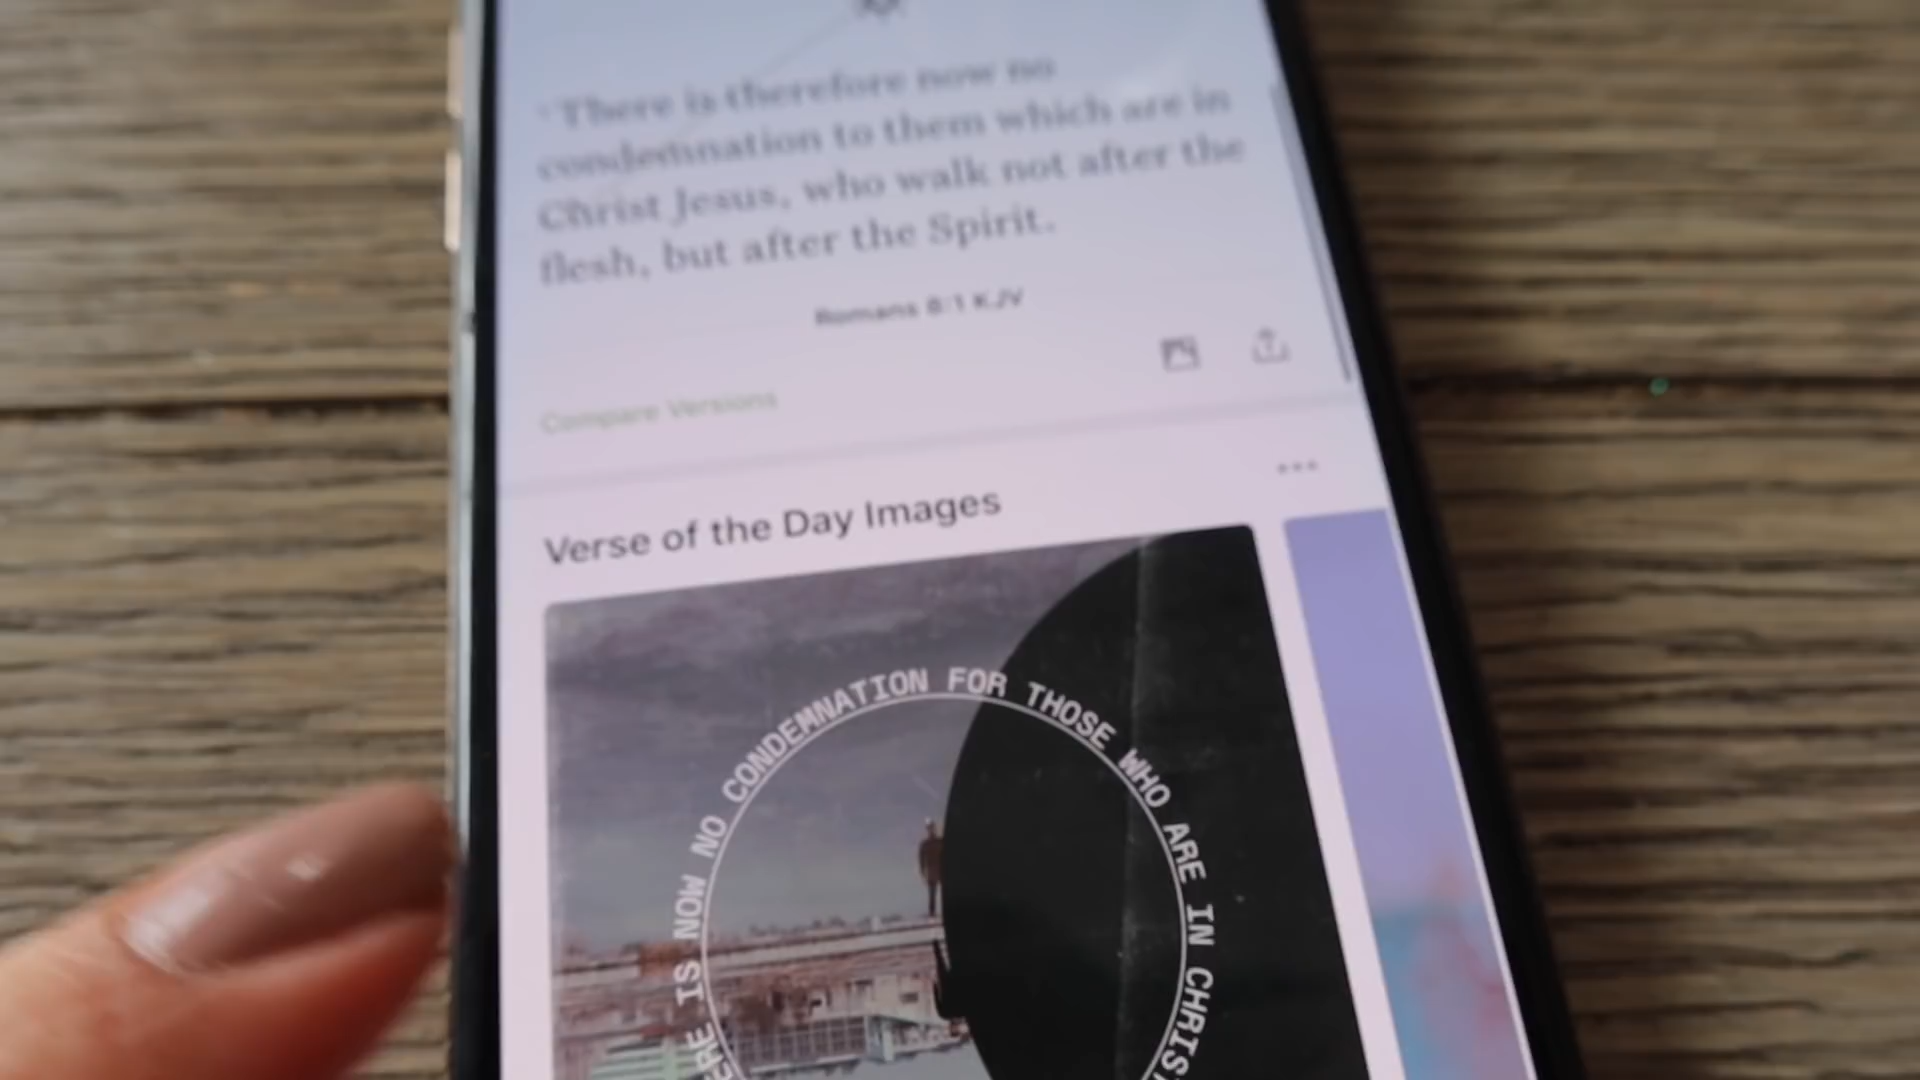 There is therefore now no
condemnation to them which are in
Christ Jesus, who walk not after the
flesh, but after the Spirit.
Romans 8:1 KJV
Compare Versions
Verse of the Day Images
ERE IS NOW NO CONDEMNATION FOR THOSE WHO ARE IN CHRIST